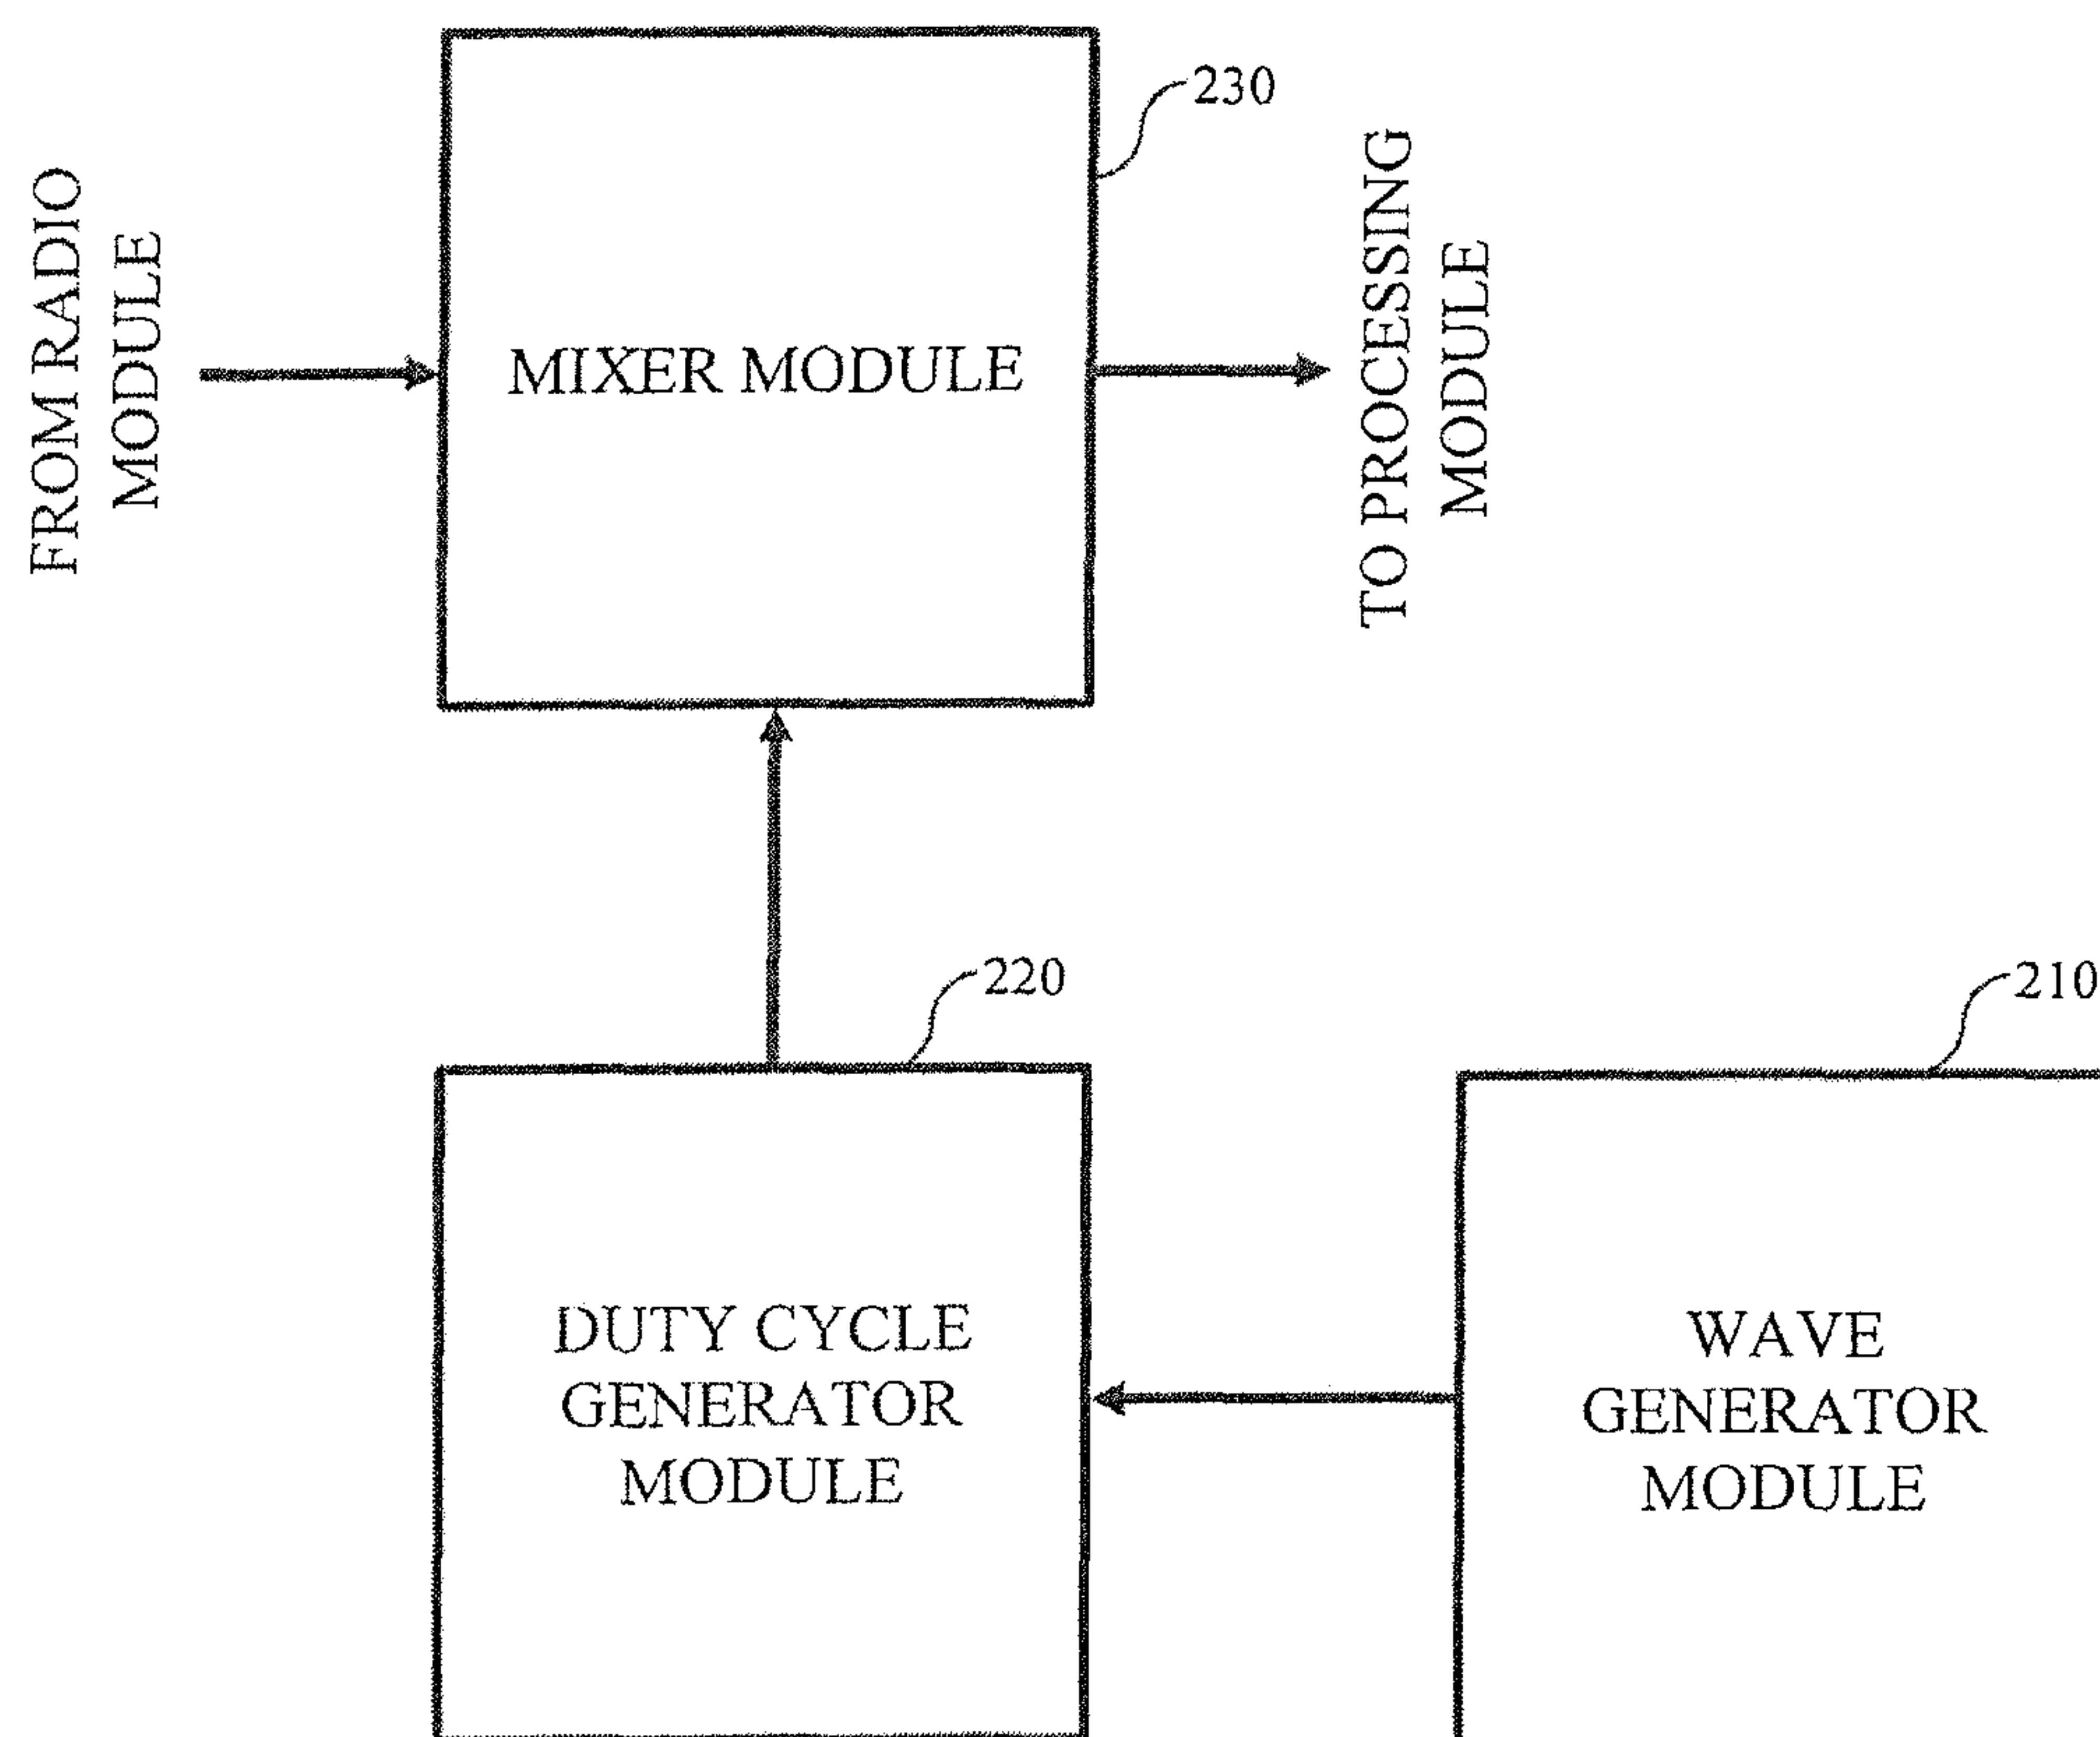 230
FROM RADIO
MODULE
MIXER MODULE
TO PROCESSING
MODULE
220
210
DUTY CYCLE
GENERATOR
MODULE
WAVE
GENERATOR
MODULE